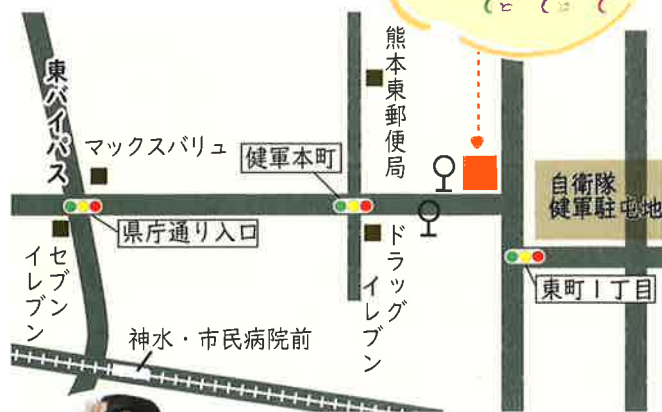 東バイパス
マックスバリュ
健軍本町
熊本東郵便局
自衛隊
健軍駐屯地
県庁通り入口
セブン
イレブン
ドラッグ
イレブン
東町1丁目
神水・市民病院前